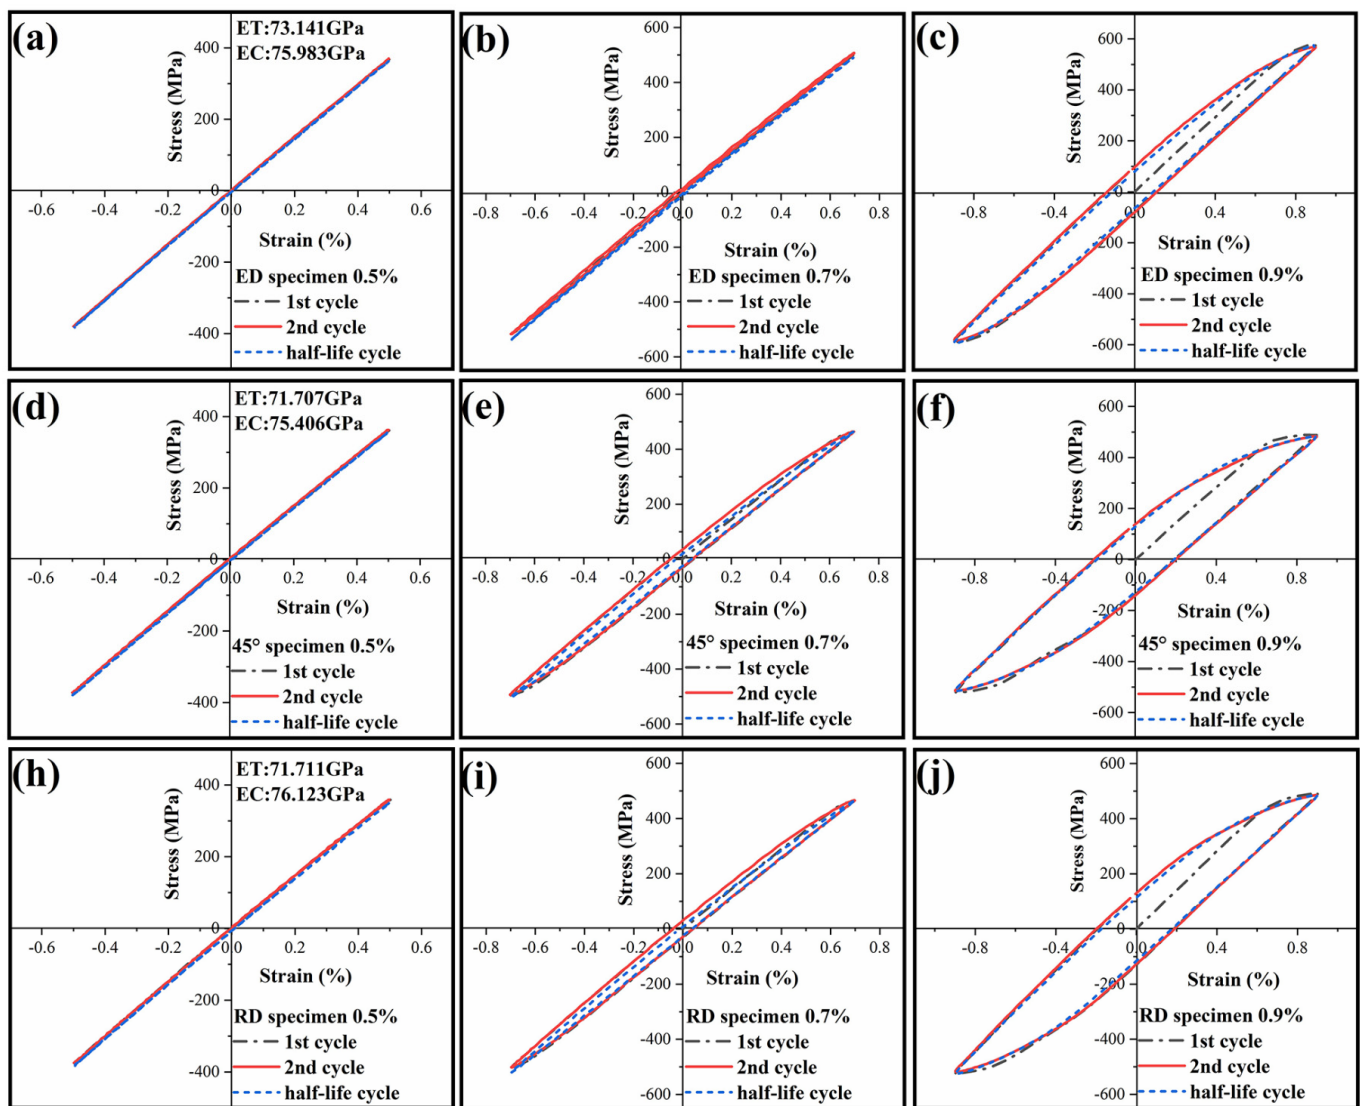 (a)
ET:73.141GPa
EC:75.983GPa
Stress (MPa)
400
200
0
-200
-400
-0.6
-0.4
-0.2
0.0
0.2
0.4
0.6
Strain (%)
ED specimen 0.5%
1st cycle
2nd cycle
half-life cycle
(b)
Stress (MPa)
600
400
200
0
-200
-400
-600
-0.8
-0.6
-0.4
-0.2
0.0
0.2
0.4
0.6
0.8
Strain (%)
ED specimen 0.7%
1st cycle
2nd cycle
half-life cycle
(c)
Stress (MPa)
600
400
200
0
-200
-400
-600
-0.8
-0.4
0.0
0.4
0.8
Strain (%)
ED specimen 0.9%
1st cycle
2nd cycle
half-life cycle
(d)
ET:71.707GPa
EC:75.406GPa
Stress (MPa)
400
200
0
-200
-400
-0.6
-0.4
-0.2
0.0
0.2
0.4
0.6
Strain (%)
45° specimen 0.5%
1st cycle
2nd cycle
half-life cycle
(e)
Stress (MPa)
600
400
200
0
-200
-400
-600
-0.8
-0.6
-0.4
-0.2
0.0
0.2
0.4
0.6
0.8
Strain (%)
45° specimen 0.7%
1st cycle
2nd cycle
half-life cycle
(f)
Stress (MPa)
600
400
200
0
-200
-400
-600
-0.8
-0.4
0.0
0.4
0.8
Strain (%)
45° specimen 0.9%
1st cycle
2nd cycle
half-life cycle
(h)
ET:71.711GPa
EC:76.123GPa
Stress (MPa)
400
200
0
-200
-400
-0.6
-0.4
-0.2
0.0
0.2
0.4
0.6
Strain (%)
RD specimen 0.5%
1st cycle
2nd cycle
half-life cycle
(i)
Stress (MPa)
600
400
200
0
-200
-400
-600
-0.8
-0.6
-0.4
-0.2
0.0
0.2
0.4
0.6
0.8
Strain (%)
RD specimen 0.7%
1st cycle
2nd cycle
half-life cycle
(j)
Stress (MPa)
600
400
200
0
-200
-400
-600
-0.8
-0.4
0.0
0.4
0.8
Strain (%)
RD specimen 0.9%
1st cycle
2nd cycle
half-life cycle